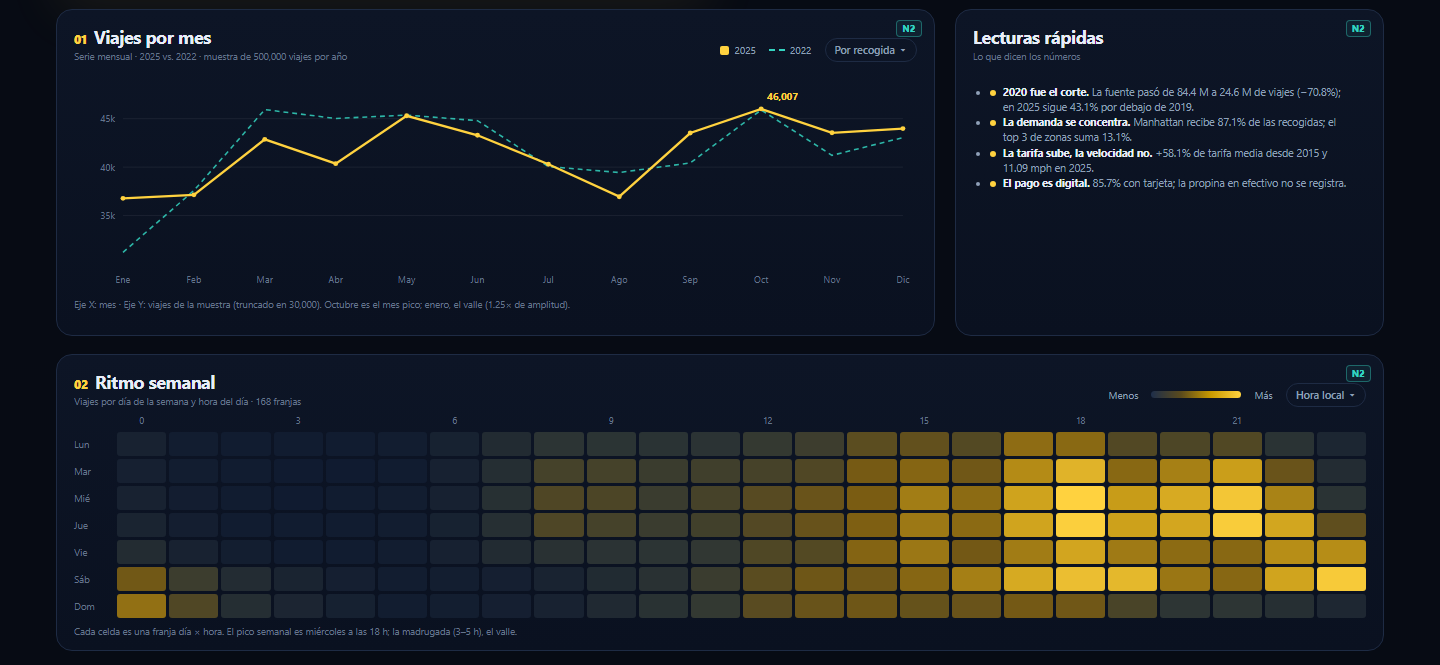 01 Viajes por mes
N2
Serie mensual · 2025 vs. 2022 · muestra de 500,000 viajes por año
2025
2022
Por recogida
46,007
45k
40k
35k
Ene Feb Mar Abr May Jun Jul Ago Sep Oct Nov Dic
Eje X: mes · Eje Y: viajes de la muestra (truncado en 30,000). Octubre es el mes pico; enero, el valle (1.25× de amplitud).
Lecturas rápidas
N2
Lo que dicen los números
2020 fue el corte. La fuente pasó de 84.4 M a 24.6 M de viajes (−70.8%);
en 2025 sigue 43.1% por debajo de 2019.
La demanda se concentra. Manhattan recibe 87.1% de las recogidas; el
top 3 de zonas suma 13.1%.
La tarifa sube, la velocidad no. +58.1% de tarifa media desde 2015 y
11.09 mph en 2025.
El pago es digital. 85.7% con tarjeta; la propina en efectivo no se registra.
02 Ritmo semanal
N2
Viajes por día de la semana y hora del día · 168 franjas
Menos
Más
Hora local
0 3 6 9 12 15 18 21
Lun
Mar
Mié
Jue
Vie
Sáb
Dom
Cada celda es una franja día × hora. El pico semanal es miércoles a las 18 h; la madrugada (3–5 h), el valle.